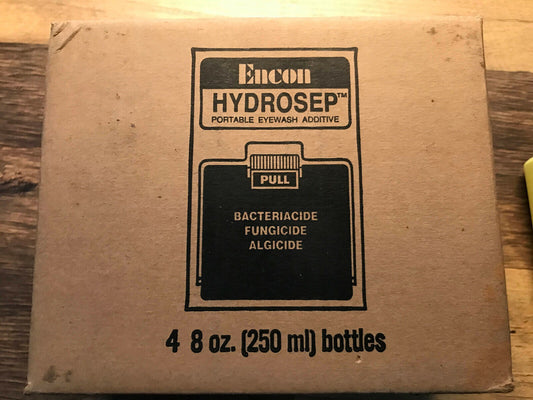 Encon
HYDROSEP™
PORTABLE EYEWASH ADDITIVE
PULL
BACTERIACIDE
FUNGICIDE
ALGICIDE
4 8 oz. (250 ml) bottles